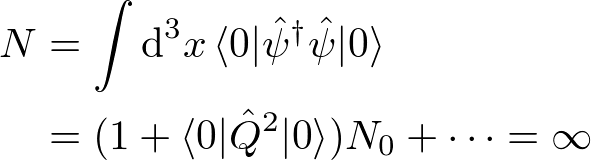 N = ∫ d³x ⟨0|ψ̂†ψ̂|0⟩
= (1 + ⟨0|Q̂²|0⟩)N₀ + ⋯ = ∞